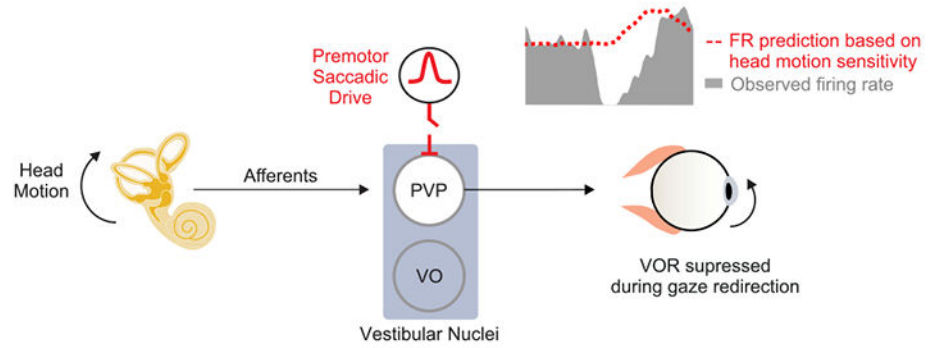 Premotor
Saccadic
Drive
FR prediction based on
head motion sensitivity
Observed firing rate
Head
Motion
Afferents
PVP
VO
Vestibular Nuclei
VOR supressed
during gaze redirection